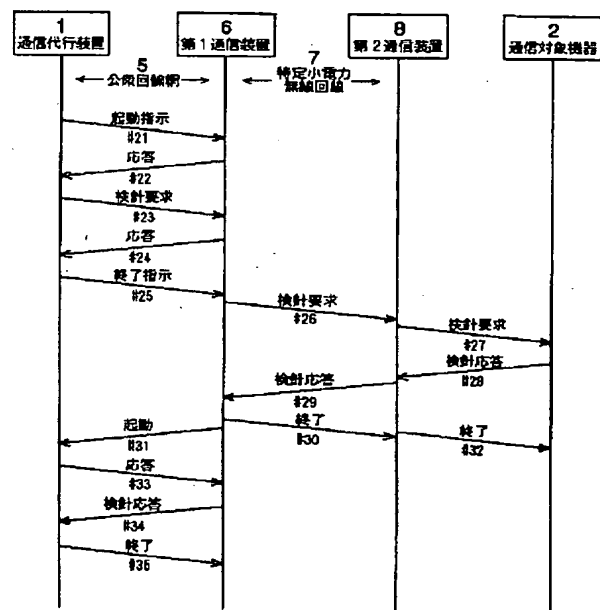 1
通信代行装置
6
第1通信装置
8
第2通信装置
2
通信対象機器
5
公衆回線網
7
特定小電力
無線回線
起動指示
#21
応答
#22
検針要求
#23
応答
#24
終了指示
#25
検針要求
#26
検針要求
#27
検針応答
#28
検針応答
#29
終了
#30
起動
#31
終了
#32
応答
#33
検針応答
#34
終了
#35